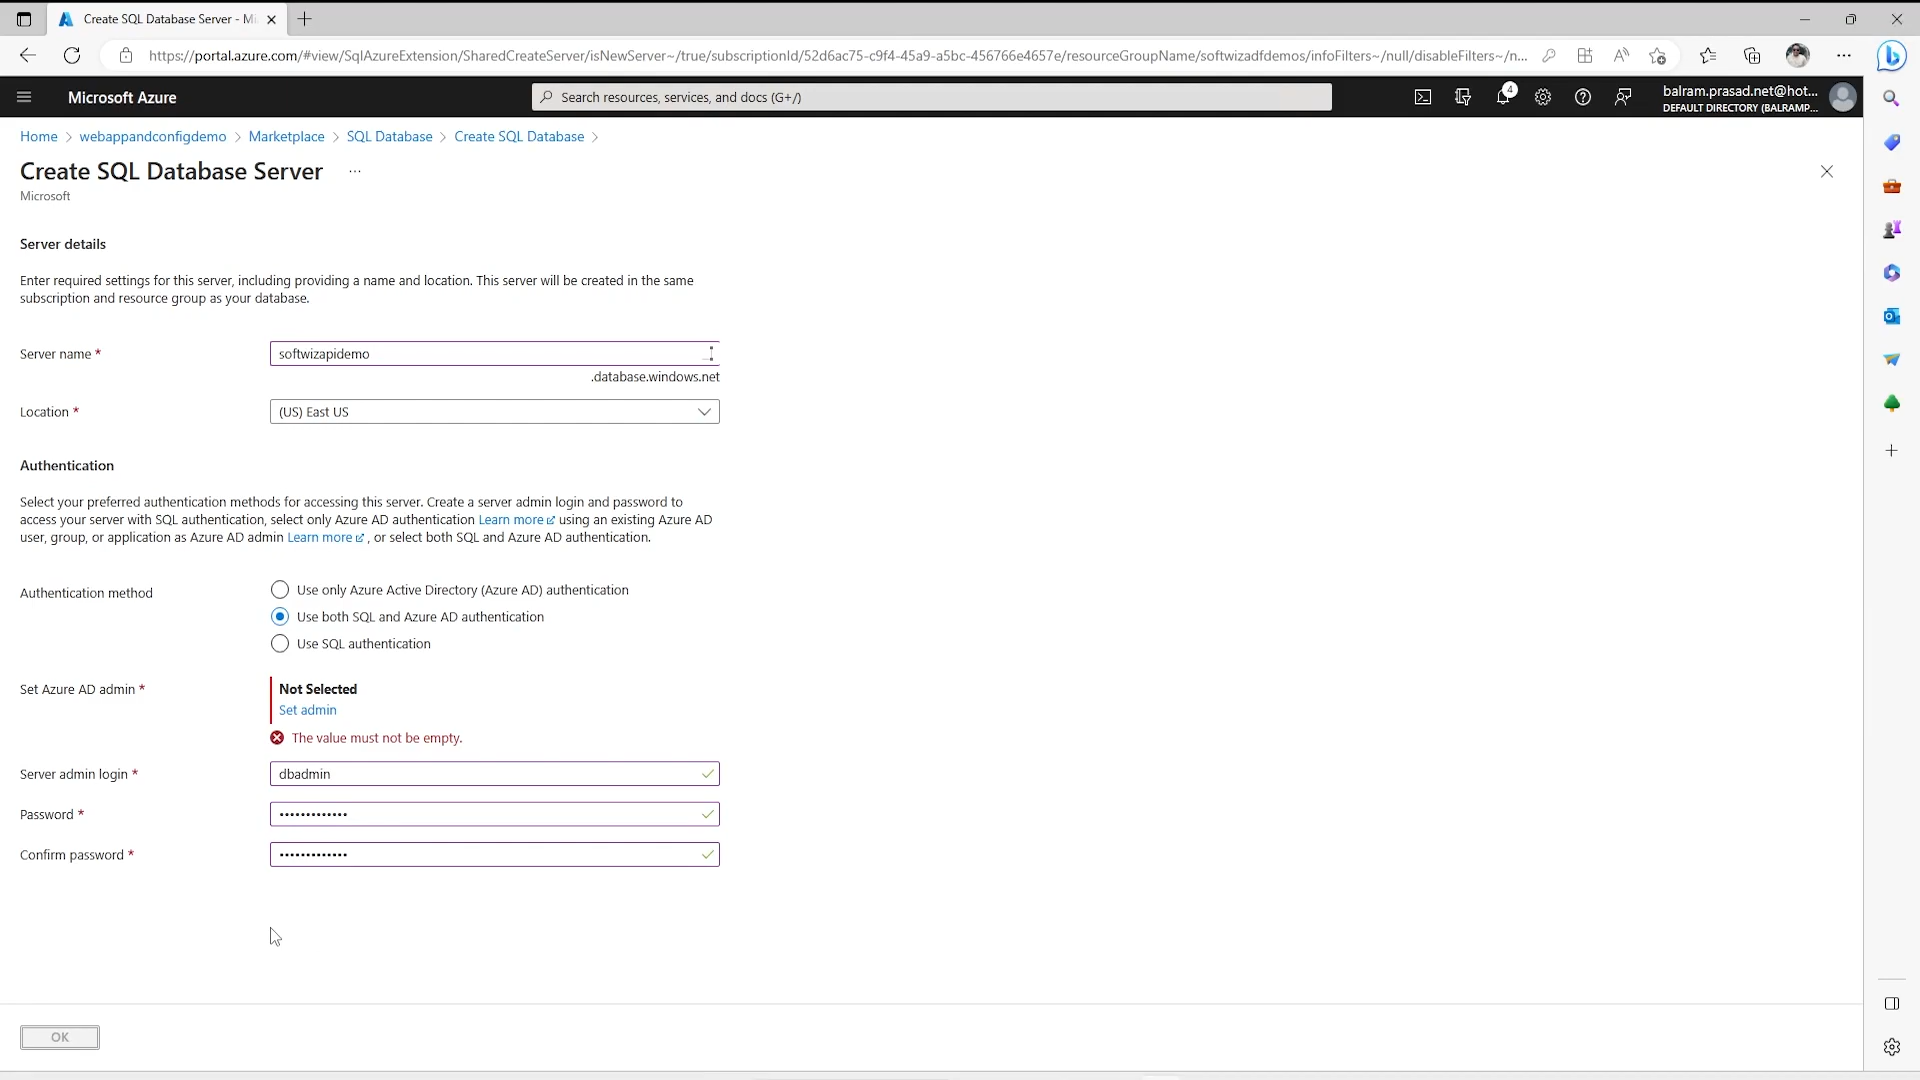 Create SQL Database Server - Mi
https://portal.azure.com/#view/SqlAzureExtension/SharedCreateServer/isNewServer~/true/subscriptionId/52d6ac75-c9f4-45a9-a5bc-456766e4657e/resourceGroupName/softwizadfdemos/infoFilters~/null/disableFilters~/n...
Microsoft Azure
Search resources, services, and docs (G+/)
4
balram.prasad.net@hot...
DEFAULT DIRECTORY (BALRAMP...
Home > webappandconfigdemo > Marketplace > SQL Database > Create SQL Database >
Create SQL Database Server ...
Microsoft
Server details
Enter required settings for this server, including providing a name and location. This server will be created in the same
subscription and resource group as your database.
Server name *
softwizapidemo
.database.windows.net
Location *
(US) East US
Authentication
Select your preferred authentication methods for accessing this server. Create a server admin login and password to
access your server with SQL authentication, select only Azure AD authentication Learn more using an existing Azure AD
user, group, or application as Azure AD admin Learn more , or select both SQL and Azure AD authentication.
Authentication method
Use only Azure Active Directory (Azure AD) authentication
Use both SQL and Azure AD authentication
Use SQL authentication
Set Azure AD admin *
Not Selected
Set admin
The value must not be empty.
Server admin login *
dbadmin
Password *
•••••••••••••
Confirm password *
•••••••••••••
OK